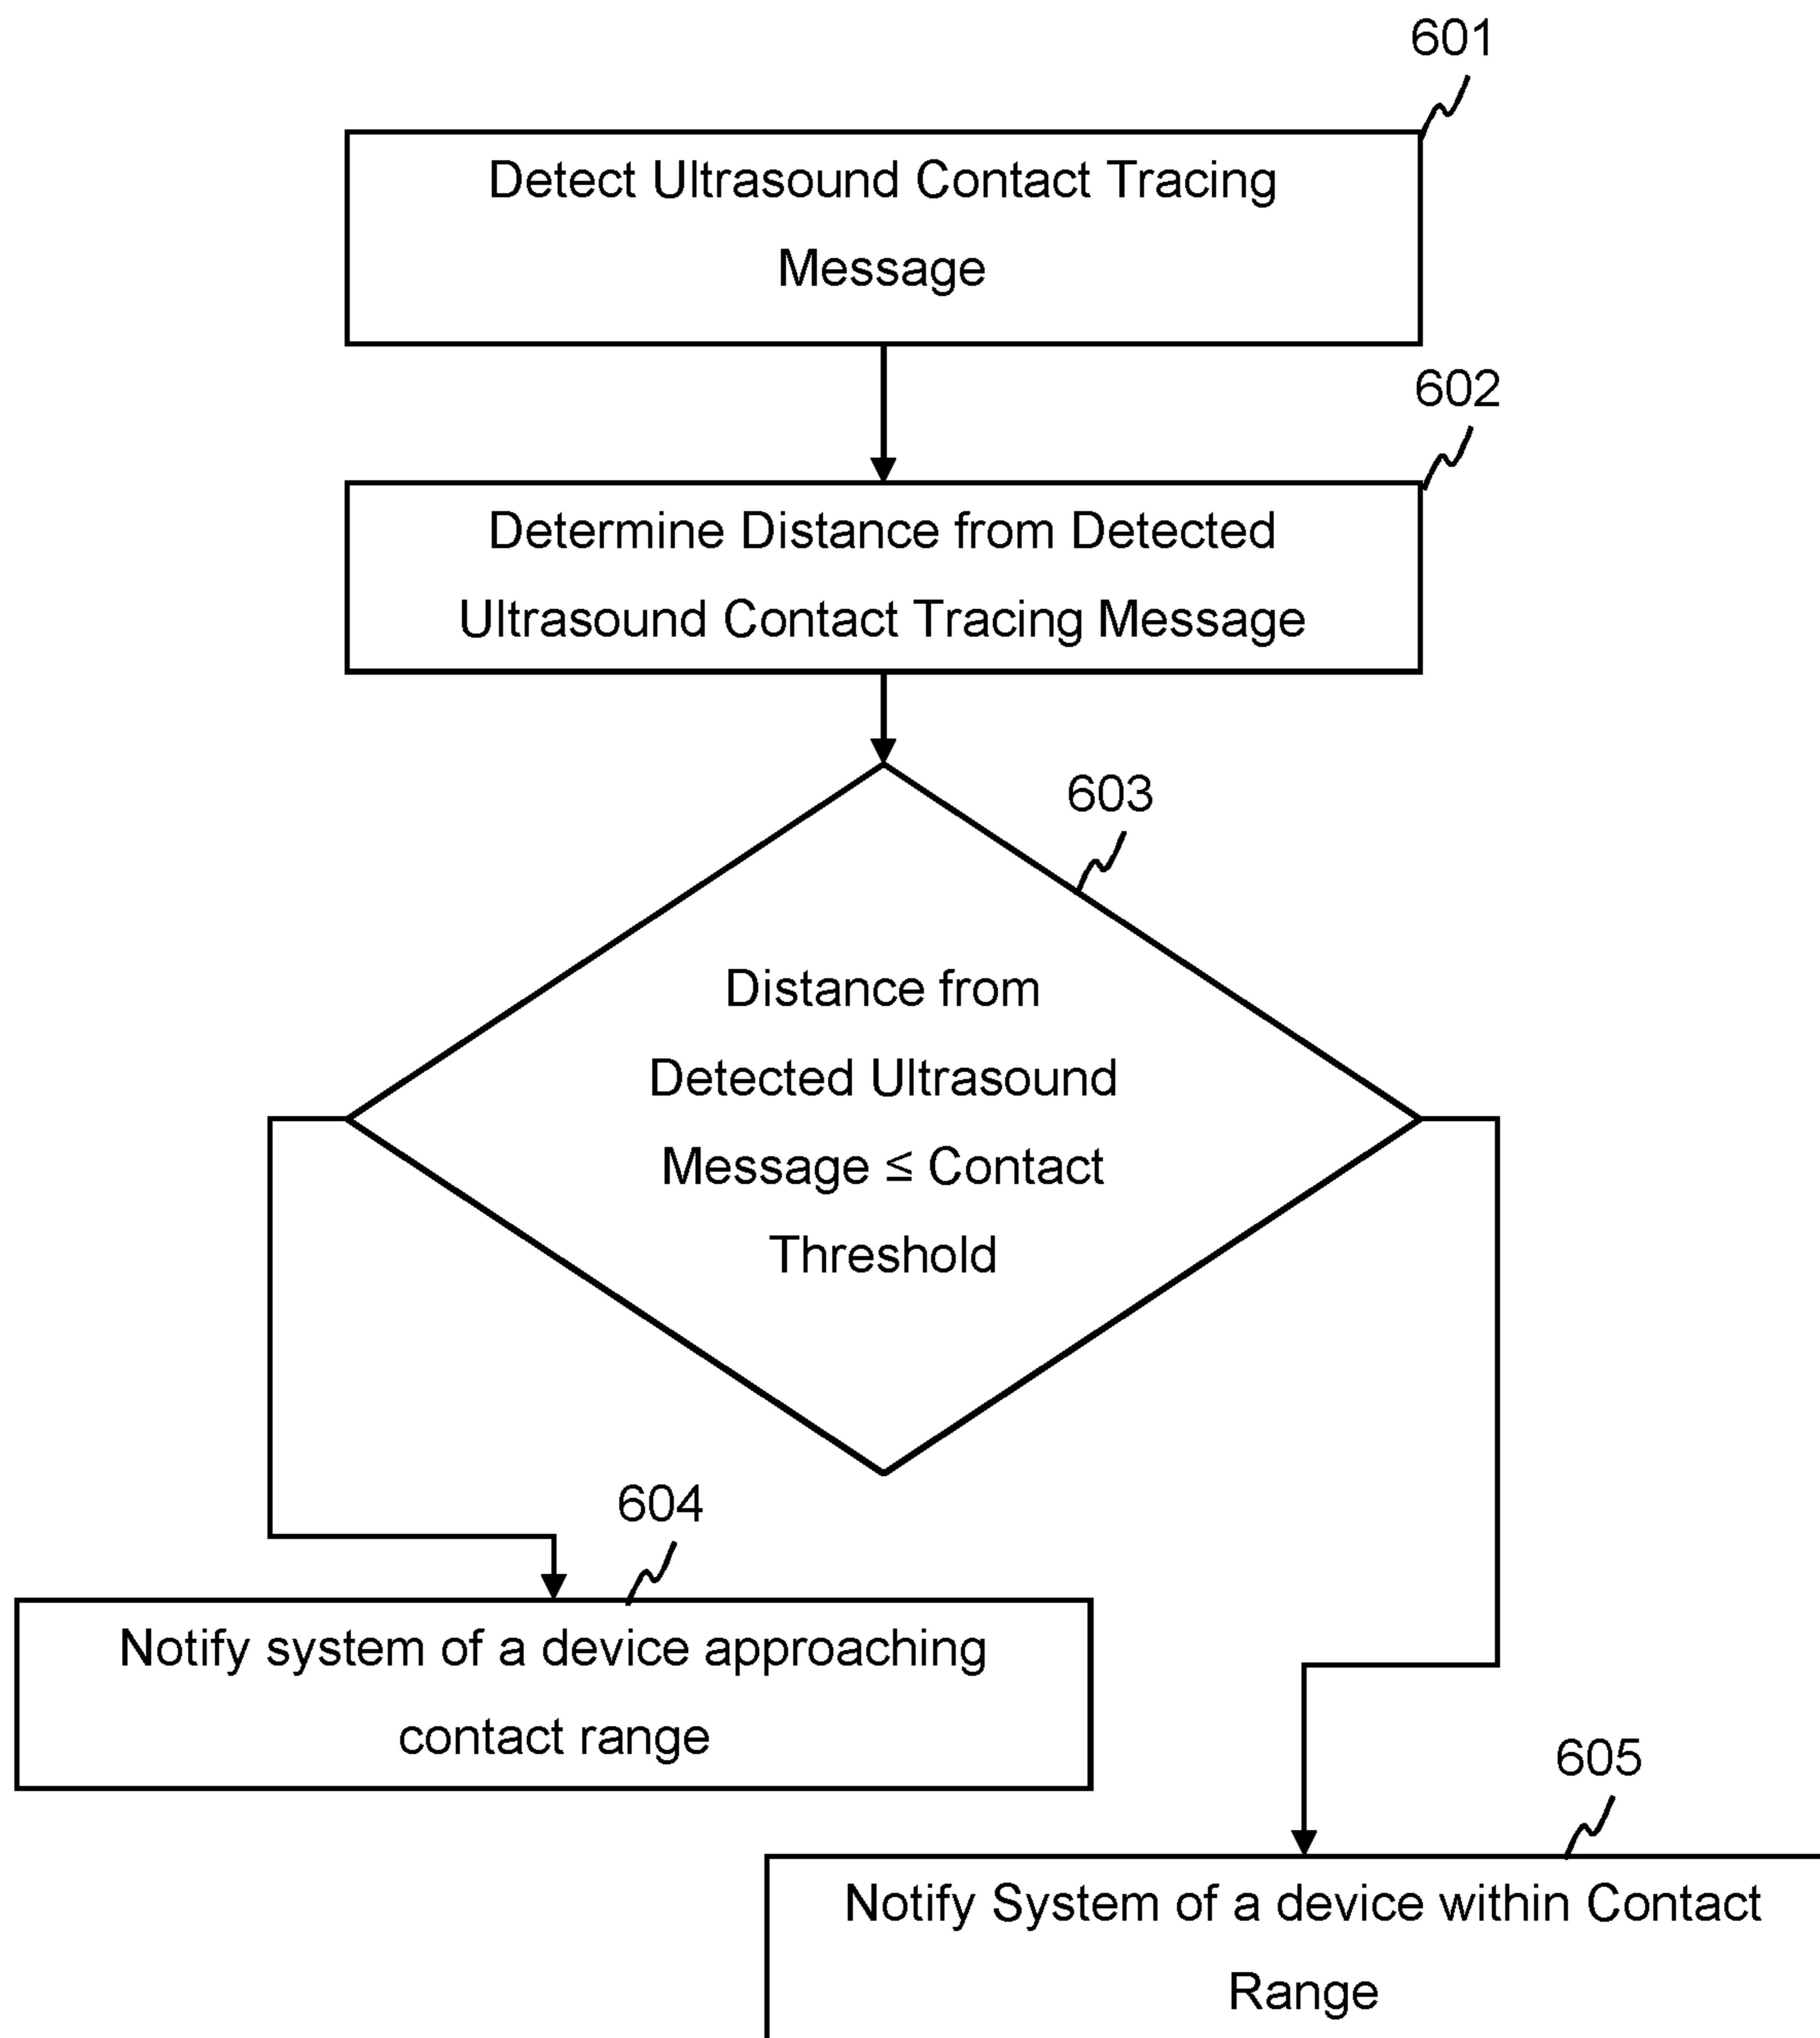 601
Detect Ultrasound Contact Tracing
Message
602
Determine Distance from Detected
Ultrasound Contact Tracing Message
603
Distance from
Detected Ultrasound
Message ≤ Contact
Threshold
604
Notify system of a device approaching
contact range
605
Notify System of a device within Contact
Range